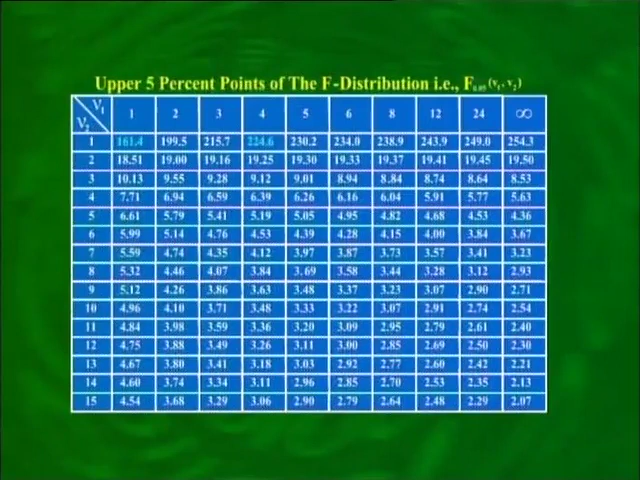 Upper 5 Percent Points of The F-Distribution i.e., F0.05 (v1, v2)
V1 V2 1 2 3 4 5 6 8 12 24 ∞
1 161.4 199.5 215.7 224.6 230.2 234.0 238.9 243.9 249.0 254.3
2 18.51 19.00 19.16 19.25 19.30 19.33 19.37 19.41 19.45 19.50
3 10.13 9.55 9.28 9.12 9.01 8.94 8.84 8.74 8.64 8.53
4 7.71 6.94 6.59 6.39 6.26 6.16 6.04 5.91 5.77 5.63
5 6.61 5.79 5.41 5.19 5.05 4.95 4.82 4.68 4.53 4.36
6 5.99 5.14 4.76 4.53 4.39 4.28 4.15 4.00 3.84 3.67
7 5.59 4.74 4.35 4.12 3.97 3.87 3.73 3.57 3.41 3.23
8 5.32 4.46 4.07 3.84 3.69 3.58 3.44 3.28 3.12 2.93
9 5.12 4.26 3.86 3.63 3.48 3.37 3.23 3.07 2.90 2.71
10 4.96 4.10 3.71 3.48 3.33 3.22 3.07 2.91 2.74 2.54
11 4.84 3.98 3.59 3.36 3.20 3.09 2.95 2.79 2.61 2.40
12 4.75 3.88 3.49 3.26 3.11 3.00 2.85 2.69 2.50 2.30
13 4.67 3.80 3.41 3.18 3.03 2.92 2.77 2.60 2.42 2.21
14 4.60 3.74 3.34 3.11 2.96 2.85 2.70 2.53 2.35 2.13
15 4.54 3.68 3.29 3.06 2.90 2.79 2.64 2.48 2.29 2.07